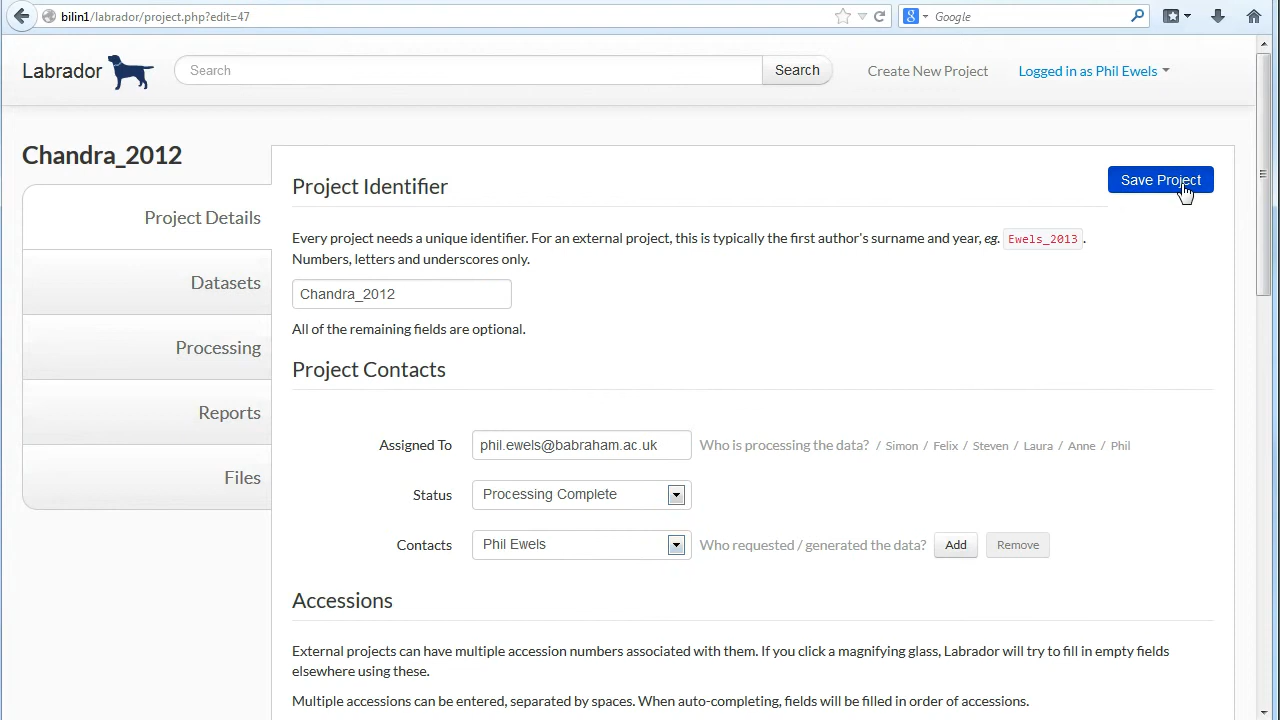 bilin1/labrador/project.php?edit=47
Google
Labrador
Search
Search
Create New Project
Logged in as Phil Ewels
Chandra_2012
Project Details
Datasets
Processing
Reports
Files
Project Identifier
Save Project
Every project needs a unique identifier. For an external project, this is typically the first author's surname and year, eg. Ewels_2013 .
Numbers, letters and underscores only.
Chandra_2012
All of the remaining fields are optional.
Project Contacts
Assigned To phil.ewels@babraham.ac.uk Who is processing the data? / Simon / Felix / Steven / Laura / Anne / Phil
Status Processing Complete
Contacts Phil Ewels Who requested / generated the data? Add Remove
Accessions
External projects can have multiple accession numbers associated with them. If you click a magnifying glass, Labrador will try to fill in empty fields
elsewhere using these.
Multiple accessions can be entered, separated by spaces. When auto-completing, fields will be filled in order of accessions.